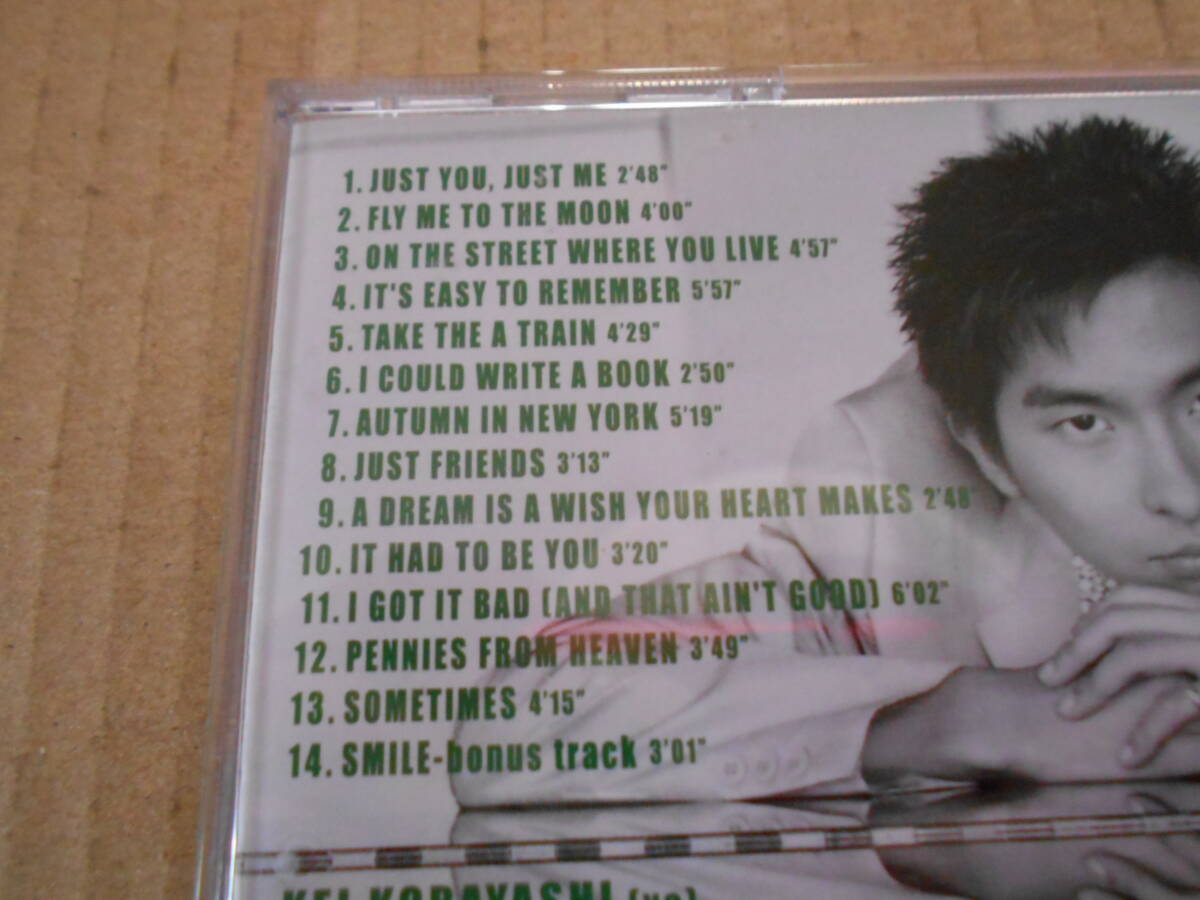 1. JUST YOU, JUST ME 2'48"
2. FLY ME TO THE MOON 4'00"
3. ON THE STREET WHERE YOU LIVE 4'57"
4. IT'S EASY TO REMEMBER 5'57"
5. TAKE THE A TRAIN 4'29"
6. I COULD WRITE A BOOK 2'50"
7. AUTUMN IN NEW YORK 5'19"
8. JUST FRIENDS 3'13"
9. A DREAM IS A WISH YOUR HEART MAKES 2'48"
10. IT HAD TO BE YOU 3'20"
11. I GOT IT BAD (AND THAT AIN'T GOOD) 6'02"
12. PENNIES FROM HEAVEN 3'49"
13. SOMETIMES 4'15"
14. SMILE-bonus track 3'01"
KEI KOBAYASHI (vo)